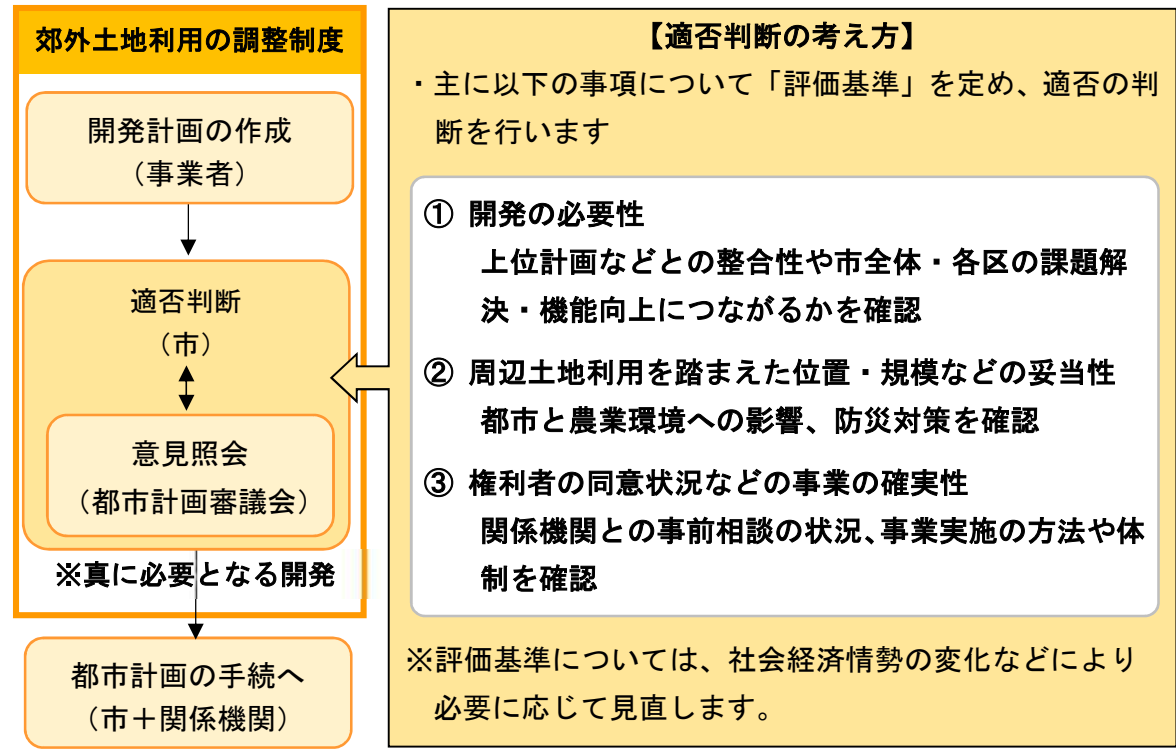 郊外土地利用の調整制度
開発計画の作成
（事業者）
適否判断
（市）
意見照会
（都市計画審議会）
※真に必要となる開発
都市計画の手続へ
（市＋関係機関）
【適否判断の考え方】
・主に以下の事項について「評価基準」を定め、適否の判
断を行います
① 開発の必要性
上位計画などとの整合性や市全体・各区の課題解
決・機能向上につながるかを確認
② 周辺土地利用を踏まえた位置・規模などの妥当性
都市と農業環境への影響、防災対策を確認
③ 権利者の同意状況などの事業の確実性
関係機関との事前相談の状況、事業実施の方法や体
制を確認
※評価基準については、社会経済情勢の変化などにより
必要に応じて見直します。